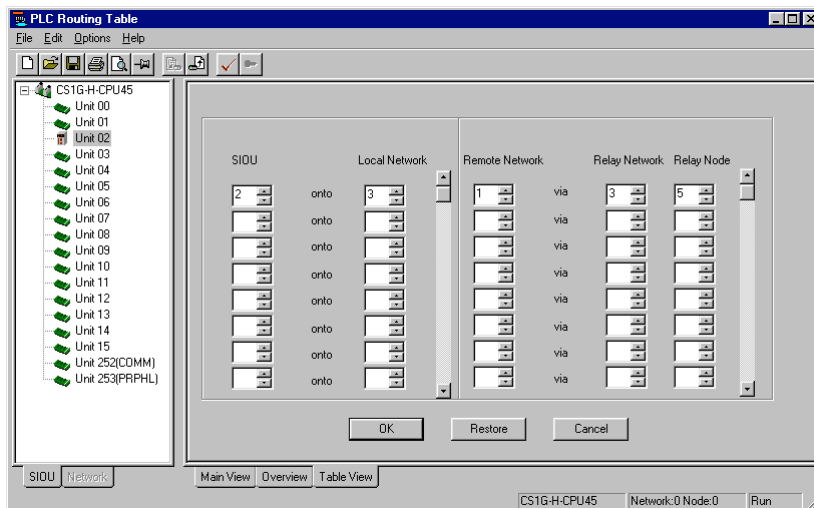 PLC Routing Table
File Edit Options Help
CS1G-H-CPU45
Unit 00
Unit 01
Unit 02
Unit 03
Unit 04
Unit 05
Unit 06
Unit 07
Unit 08
Unit 09
Unit 10
Unit 11
Unit 12
Unit 13
Unit 14
Unit 15
Unit 252(COMM)
Unit 253(PRPHL)
SIOU Network
SIOU Local Network Remote Network Relay Network Relay Node
2 onto 3 1 via 3 5
onto via
onto via
onto via
onto via
onto via
onto via
onto via
OK Restore Cancel
Main View Overview Table View
CS1G-H-CPU45 Network:0 Node:0 Run